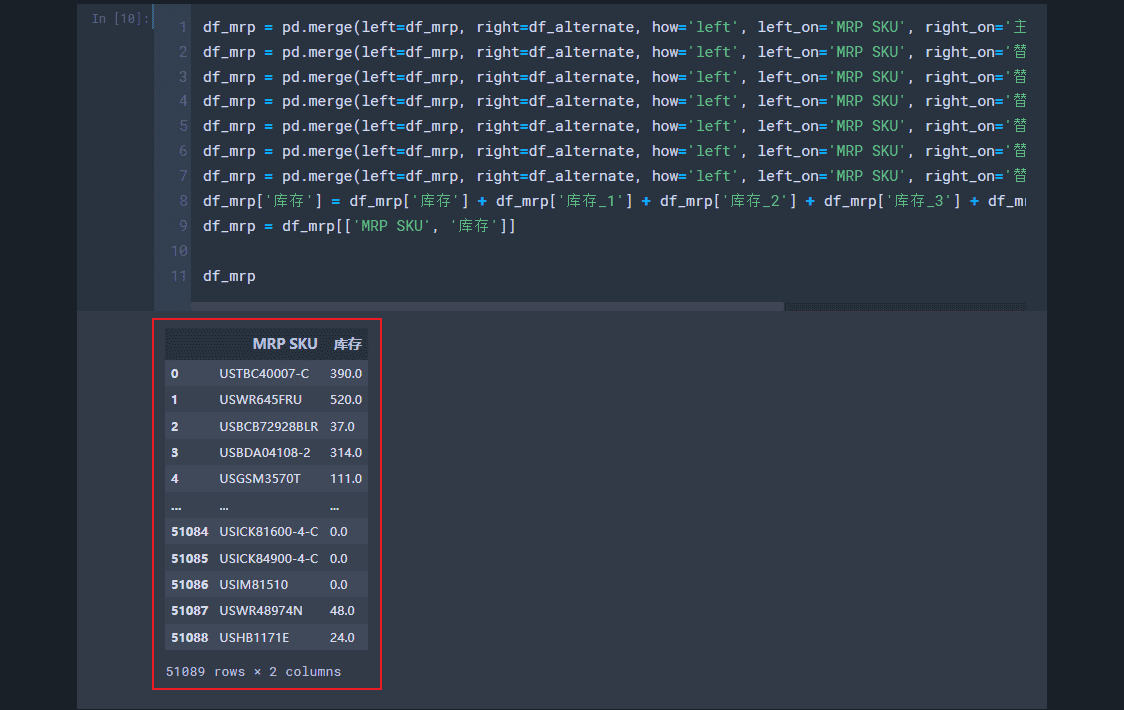 In [10]:
1 df_mrp = pd.merge(left=df_mrp, right=df_alternate, how='left', left_on='MRP SKU', right_on='主
2 df_mrp = pd.merge(left=df_mrp, right=df_alternate, how='left', left_on='MRP SKU', right_on='替
3 df_mrp = pd.merge(left=df_mrp, right=df_alternate, how='left', left_on='MRP SKU', right_on='替
4 df_mrp = pd.merge(left=df_mrp, right=df_alternate, how='left', left_on='MRP SKU', right_on='替
5 df_mrp = pd.merge(left=df_mrp, right=df_alternate, how='left', left_on='MRP SKU', right_on='替
6 df_mrp = pd.merge(left=df_mrp, right=df_alternate, how='left', left_on='MRP SKU', right_on='替
7 df_mrp = pd.merge(left=df_mrp, right=df_alternate, how='left', left_on='MRP SKU', right_on='替
8 df_mrp['库存'] = df_mrp['库存'] + df_mrp['库存_1'] + df_mrp['库存_2'] + df_mrp['库存_3'] + df_m
9 df_mrp = df_mrp[['MRP SKU', '库存']]
10
11 df_mrp
MRP SKU 库存
0 USTBC40007-C 390.0
1 USWR645FRU 520.0
2 USBCB72928BLR 37.0
3 USBDA04108-2 314.0
4 USGSM3570T 111.0
... ... ...
51084 USICK81600-4-C 0.0
51085 USICK84900-4-C 0.0
51086 USIM81510 0.0
51087 USWR48974N 48.0
51088 USHB1171E 24.0
51089 rows × 2 columns